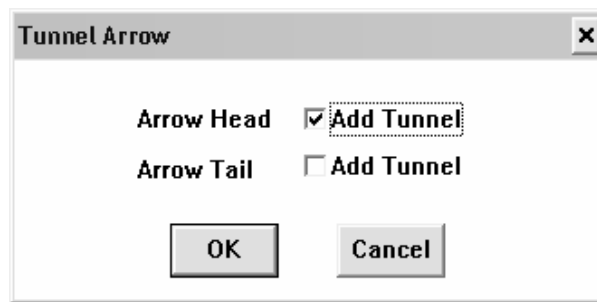 Tunnel Arrow
Arrow Head Add Tunnel
Arrow Tail Add Tunnel
OK Cancel